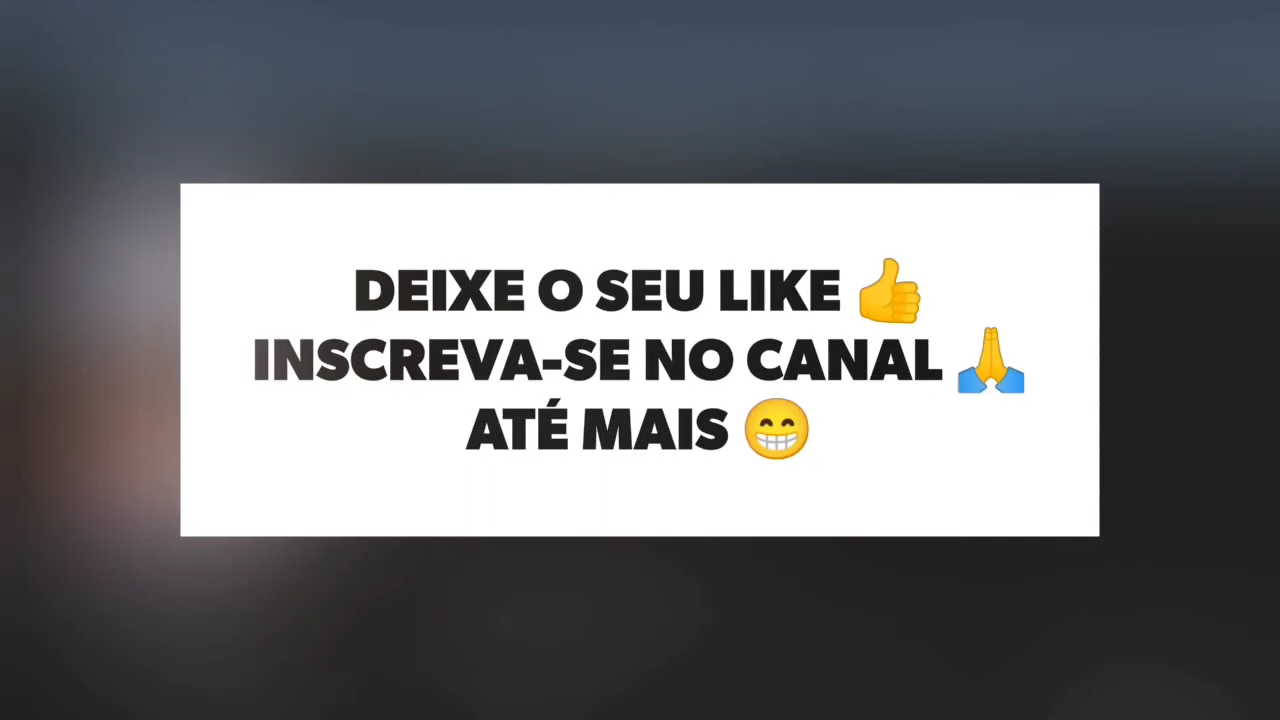 DEIXE O SEU LIKE 👍
INSCREVA-SE NO CANAL 🙏
ATÉ MAIS 😁